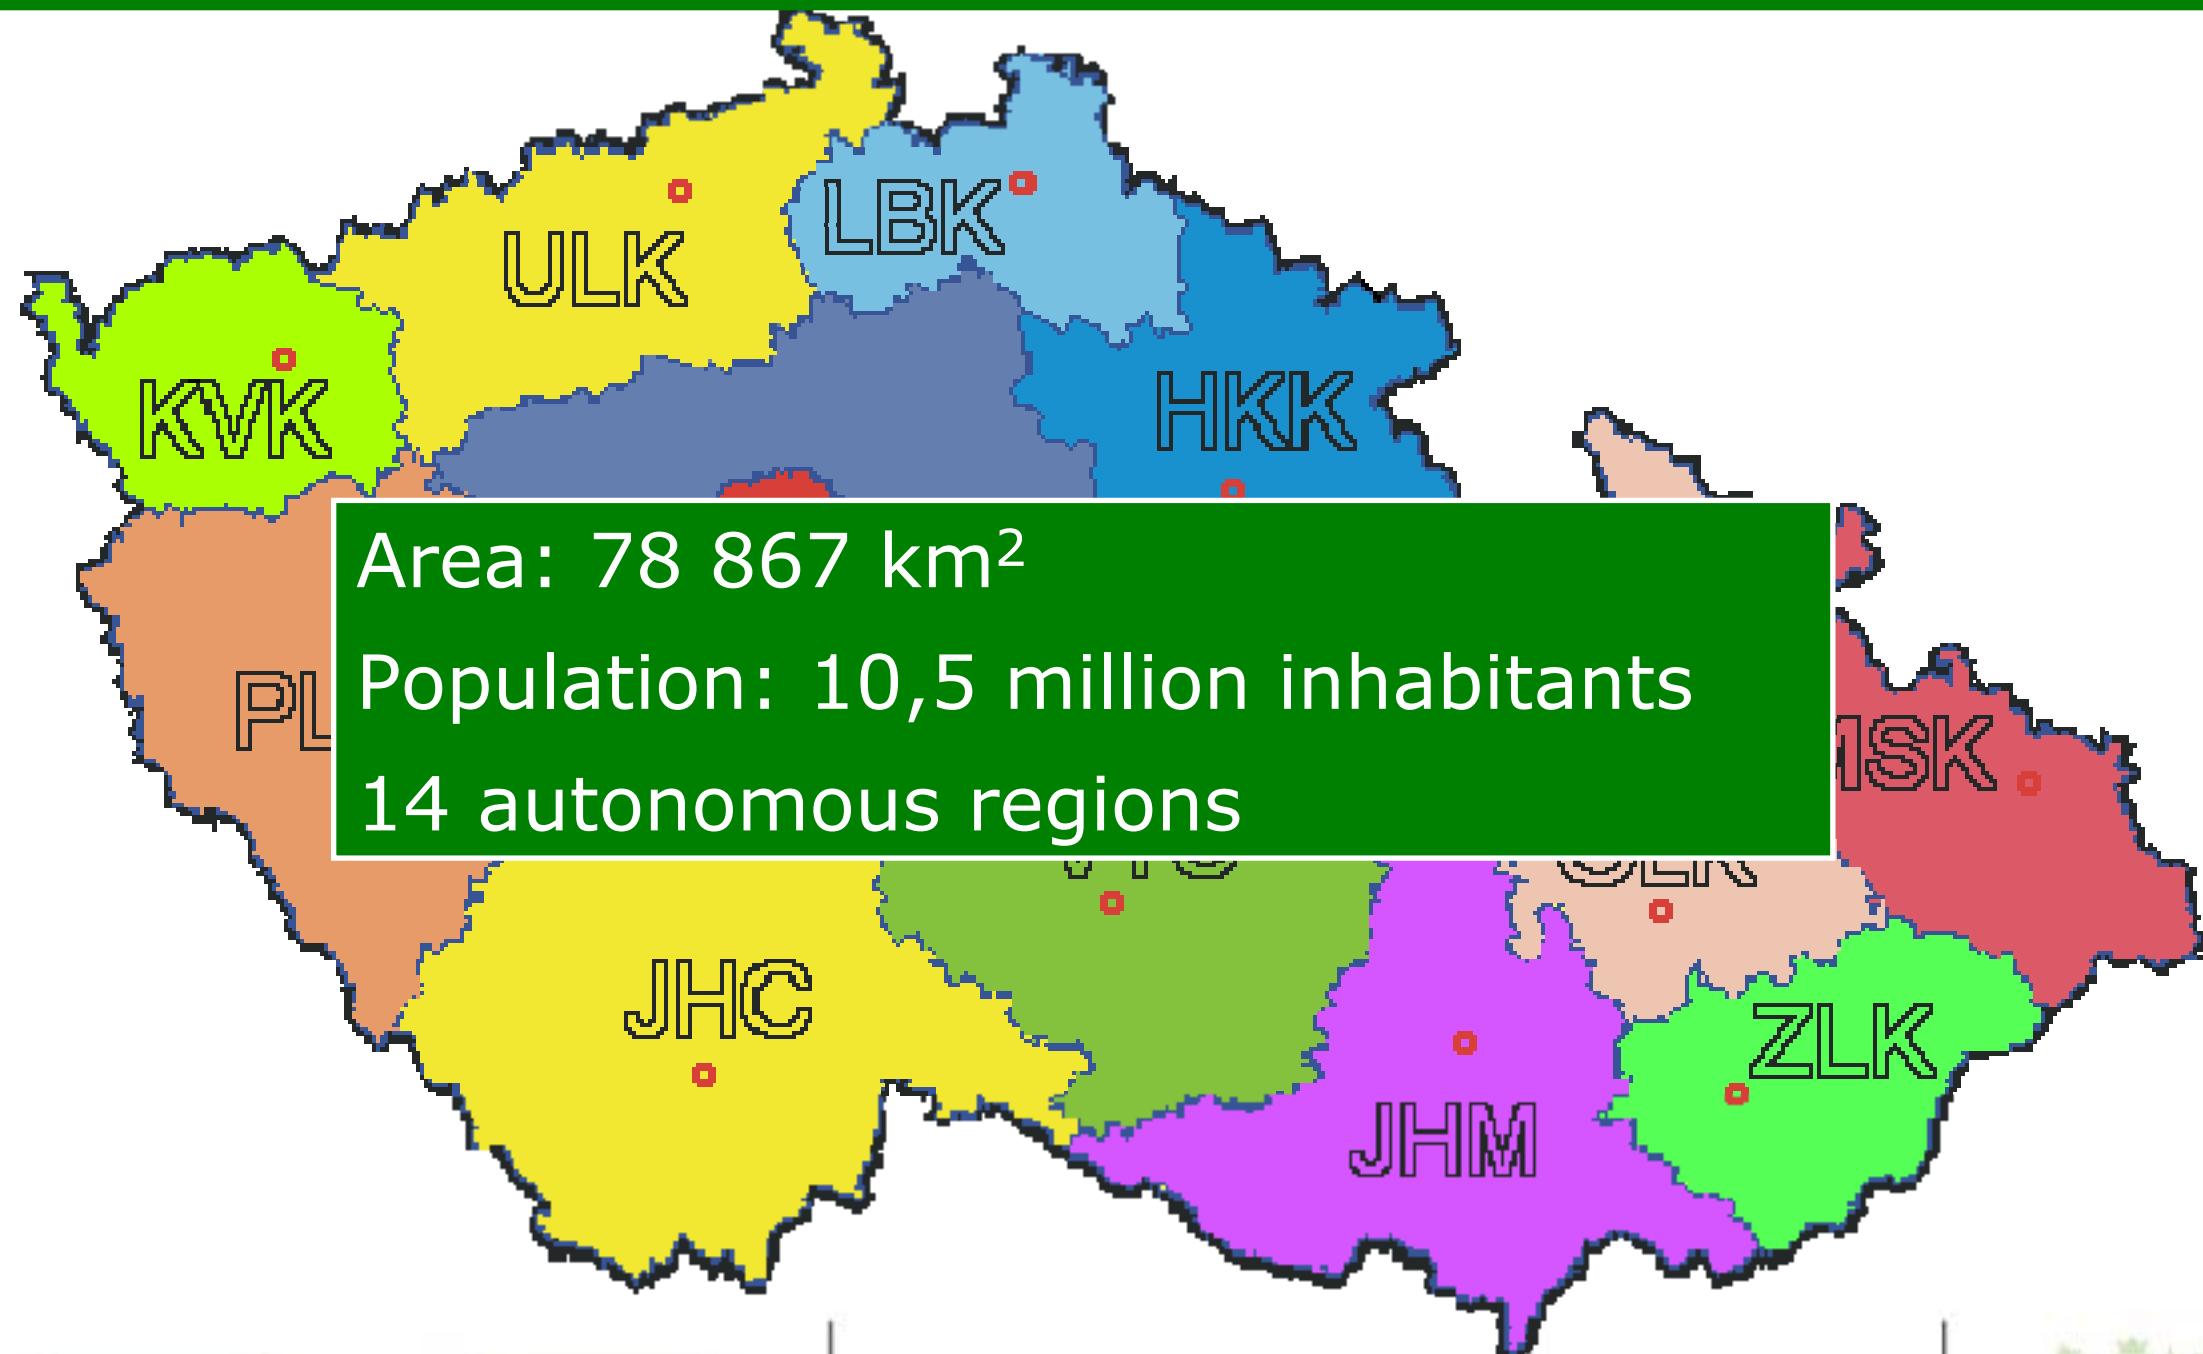 LBK
ULK
HKK
KVK
Area: 78 867 km²
Population: 10,5 million inhabitants
14 autonomous regions
JHC
ZLK
JHM